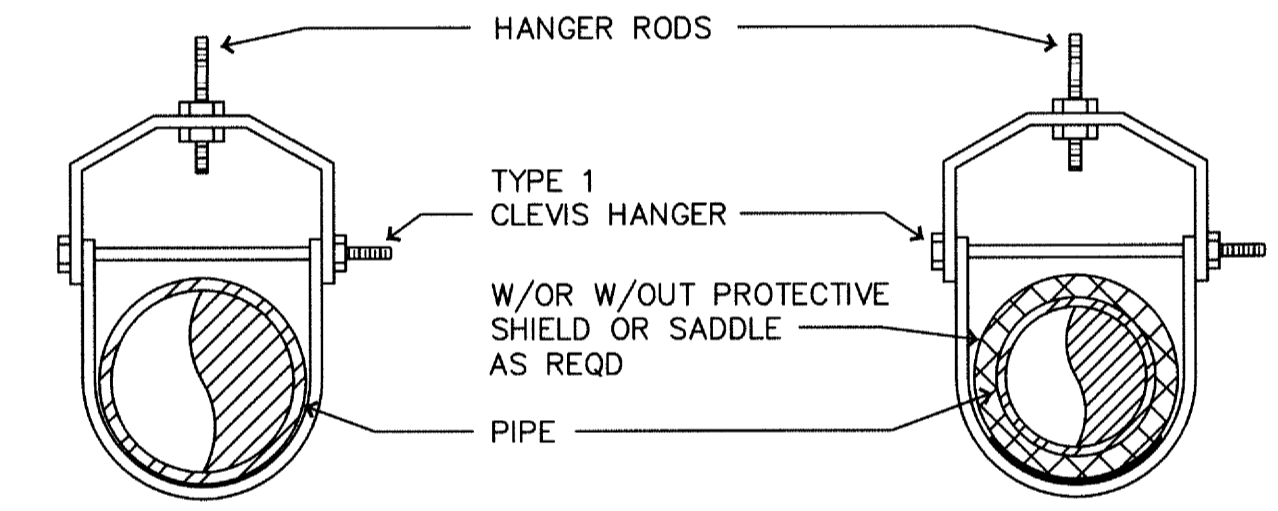 HANGER RODS
TYPE 1
CLEVIS HANGER
W/OR W/OUT PROTECTIVE
SHIELD OR SADDLE
AS REQD
PIPE